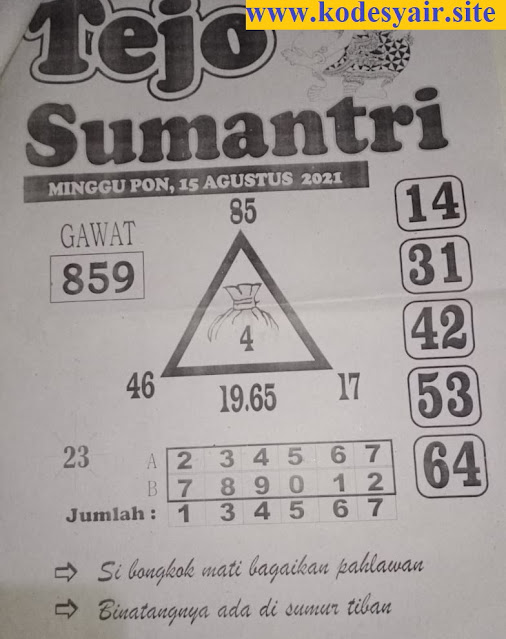 www.kodesyair.site
Tejo
Sumantri
MINGGU PON, 15 AGUSTUS 2021
GAWAT
859
85
4
46
19.65
17
14
31
42
53
64
23
A 2 3 4 5 6 7
B 7 8 9 0 1 2
Jumlah : 1 3 4 5 6 7
⇨ Si bongkok mati bagaikan pahlawan
⇨ Binatangnya ada di sumur tiban